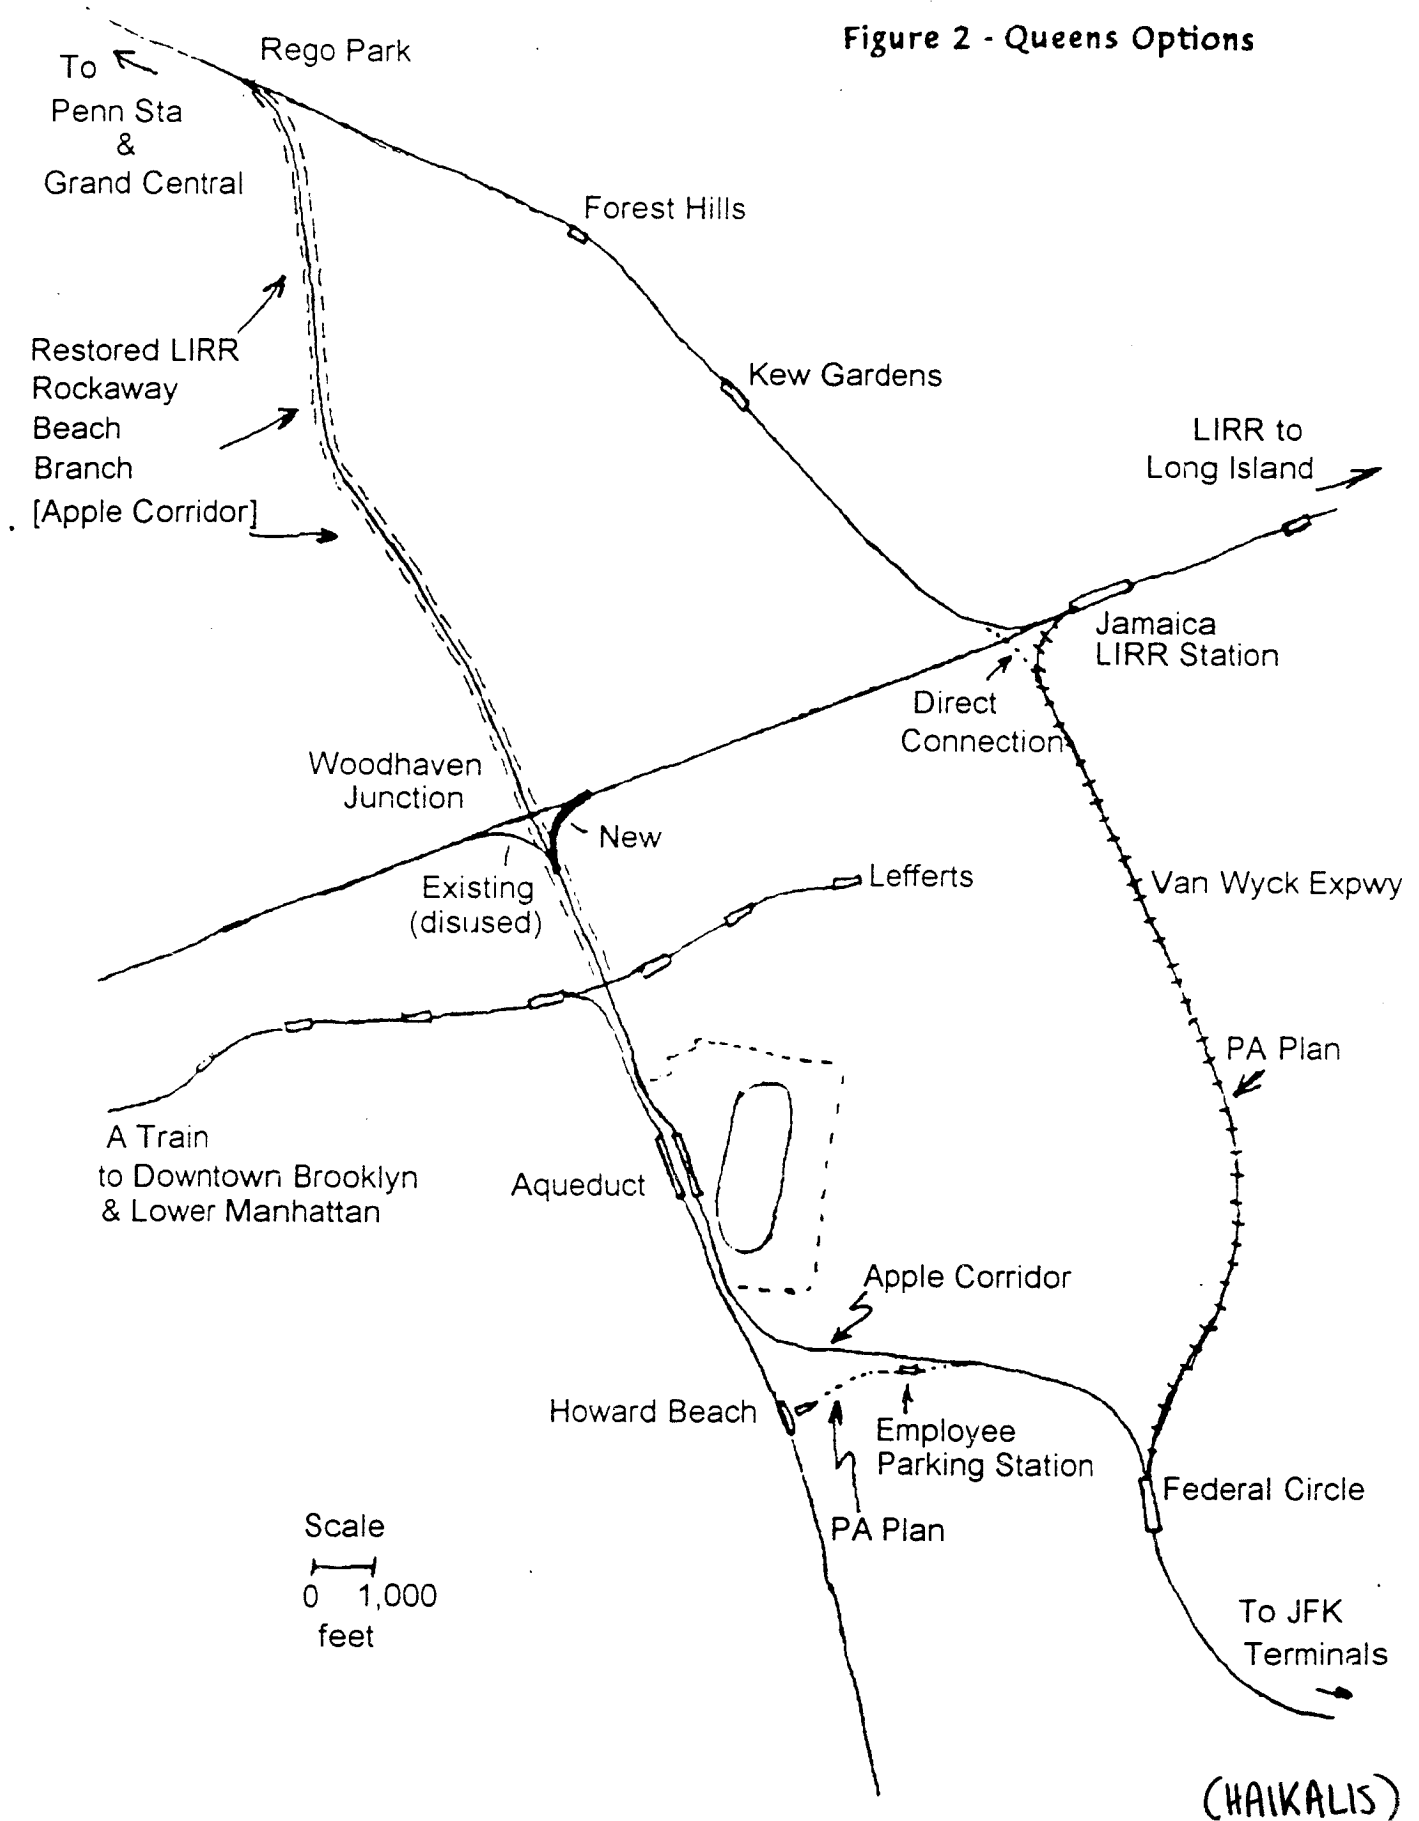 Figure 2 - Queens Options
Rego Park
To
Penn Sta
&
Grand Central
Forest Hills
Restored LIRR
Rockaway
Beach
Branch
[Apple Corridor]
Kew Gardens
LIRR to
Long Island
Jamaica
LIRR Station
Direct
Connection
Woodhaven
Junction
New
Existing
(disused)
Lefferts
Van Wyck Expwy
PA Plan
A Train
to Downtown Brooklyn
& Lower Manhattan
Aqueduct
Apple Corridor
Howard Beach
Employee
Parking Station
PA Plan
Federal Circle
Scale
0 1,000
feet
To JFK
Terminals
(HAIKALIS)